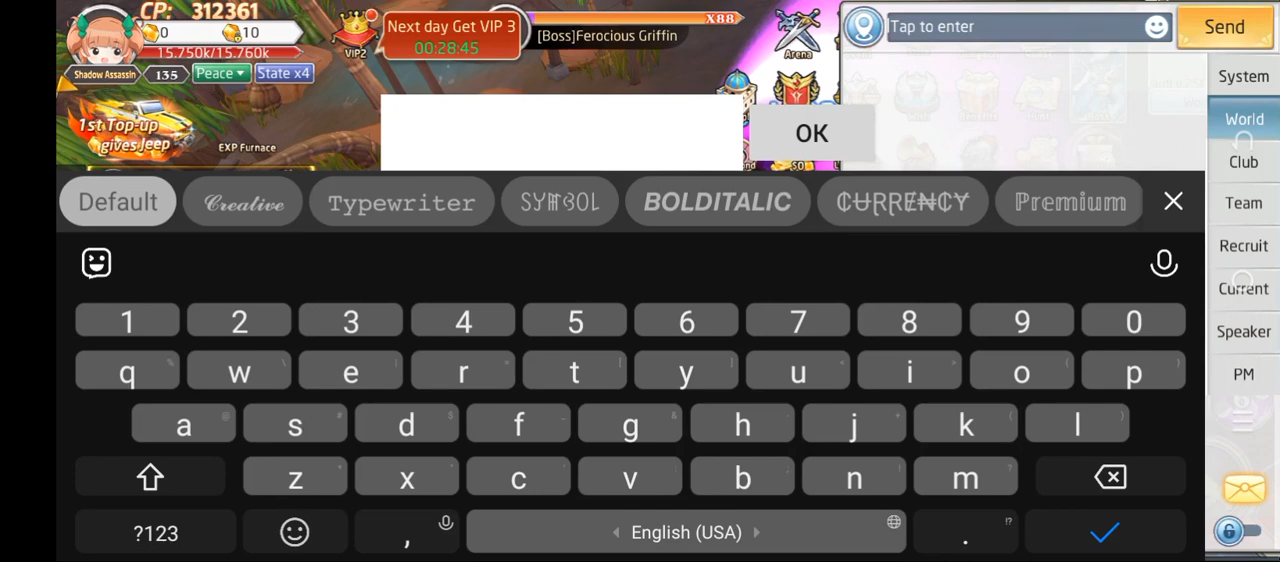 CP: 312361
0
10
15.750k/15.760k
Shadow Assassin
135
Peace
State x4
VIP2
Next day Get VIP 3
00:28:45
X88
[Boss]Ferocious Griffin
Arena
1st Top-up
gives Jeep
EXP Furnace
$0
Tap to enter
Send
OK
System
World
Club
Team
Recruit
Current
Speaker
PM
Default
Creative
Typewriter
SYMBOL
BOLDITALIC
₵ɄⱤⱤɆ₦₵Ɏ
ℙ𝕣𝕖𝕞𝕚𝕦𝕞
1 2 3 4 5 6 7 8 9 0
q w e r t y u i o p
a s d f g h j k l
z x c v b n m
?123 , English (USA) . !?